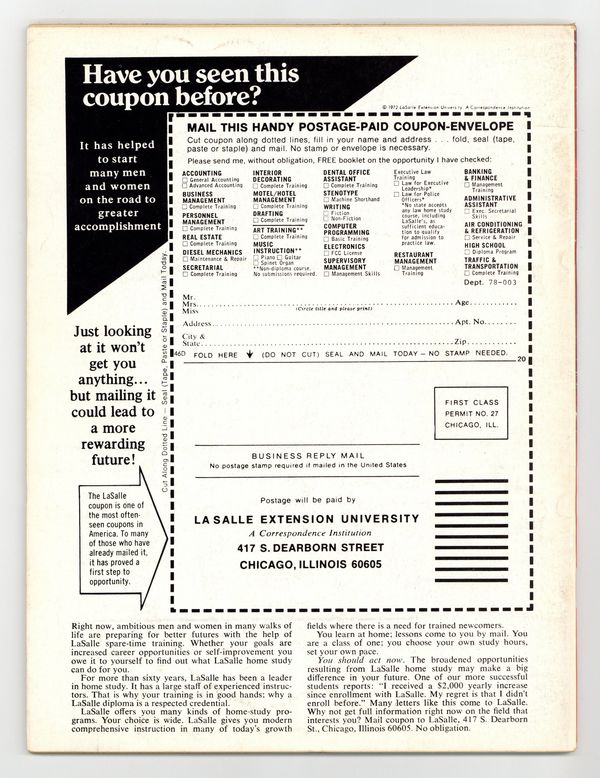 Have you seen this
coupon before?
© 1972 LaSalle Extension University. A Correspondence Institution
It has helped
to start
many men
and women
on the road to
greater
accomplishment
MAIL THIS HANDY POSTAGE-PAID COUPON-ENVELOPE
Cut coupon along dotted lines, fill in your name and address . . . fold, seal (tape,
paste or staple) and mail. No stamp or envelope is necessary.
Please send me, without obligation, FREE booklet on the opportunity I have checked:
ACCOUNTING
General Accounting
Advanced Accounting
BUSINESS
MANAGEMENT
Complete Training
PERSONNEL
MANAGEMENT
Complete Training
REAL ESTATE
Complete Training
DIESEL MECHANICS
Maintenance & Repair
SECRETARIAL
Complete Training
INTERIOR
DECORATING
Complete Training
MOTEL/HOTEL
MANAGEMENT
Complete Training
DRAFTING
Complete Training
ART TRAINING**
Complete Training
MUSIC
INSTRUCTION**
Piano Guitar
Spinet Organ
**Non-diploma course.
No submissions required.
DENTAL OFFICE
ASSISTANT
Complete Training
STENOTYPE
Machine Shorthand
WRITING
Fiction
Non-Fiction
COMPUTER
PROGRAMMING
Basic Training
ELECTRONICS
FCC License
SUPERVISORY
MANAGEMENT
Management Skills
Executive Law
Training
Law for Executive
Leadership*
Law for Police
Officers*
*No state accepts
any law home study
course, including
LaSalle's, as
sufficient educa-
tion to qualify
for admission to
practice law.
RESTAURANT
MANAGEMENT
Management
Training
BANKING
& FINANCE
Management
Training
ADMINISTRATIVE
ASSISTANT
Exec. Secretarial
Skills
AIR CONDITIONING
& REFRIGERATION
Service & Repair
HIGH SCHOOL
Diploma Program
TRAFFIC &
TRANSPORTATION
Complete Training
Dept. 78-003
Mr.
Mrs. Age
Miss (Circle title and please print)
Address Apt. No.
City &
State Zip
46D FOLD HERE (DO NOT CUT) SEAL AND MAIL TODAY – NO STAMP NEEDED. 20
Cut Along Dotted Line — Seal (Tape, Paste or Staple) and Mail Today
Just looking
at it won't
get you
anything...
but mailing it
could lead to
a more
rewarding
future!
The LaSalle
coupon is one of
the most often-
seen coupons in
America. To many
of those who have
already mailed it,
it has proved a
first step to
opportunity.
FIRST CLASS
PERMIT NO. 27
CHICAGO, ILL.
BUSINESS REPLY MAIL
No postage stamp required if mailed in the United States
Postage will be paid by
LA SALLE EXTENSION UNIVERSITY
A Correspondence Institution
417 S. DEARBORN STREET
CHICAGO, ILLINOIS 60605
Right now, ambitious men and women in many walks of
life are preparing for better futures with the help of
LaSalle spare-time training. Whether your goals are
increased career opportunities or self-improvement you
owe it to yourself to find out what LaSalle home study
can do for you.
For more than sixty years, LaSalle has been a leader
in home study. It has a large staff of experienced instruc-
tors. That is why your training is in good hands; why a
LaSalle diploma is a respected credential.
LaSalle offers you many kinds of home-study pro-
grams. Your choice is wide. LaSalle gives you modern
comprehensive instruction in many of today's growth
fields where there is a need for trained newcomers.
You learn at home; lessons come to you by mail. You
are a class of one; you choose your own study hours,
set your own pace.
You should act now. The broadened opportunities
resulting from LaSalle home study may make a big
difference in your future. One of our more successful
students reports: “I received a $2,000 yearly increase
since enrollment with LaSalle. My regret is that I didn't
enroll before.” Many letters like this come to LaSalle.
Why not get full information right now on the field that
interests you? Mail coupon to LaSalle, 417 S. Dearborn
St., Chicago, Illinois 60605. No obligation.